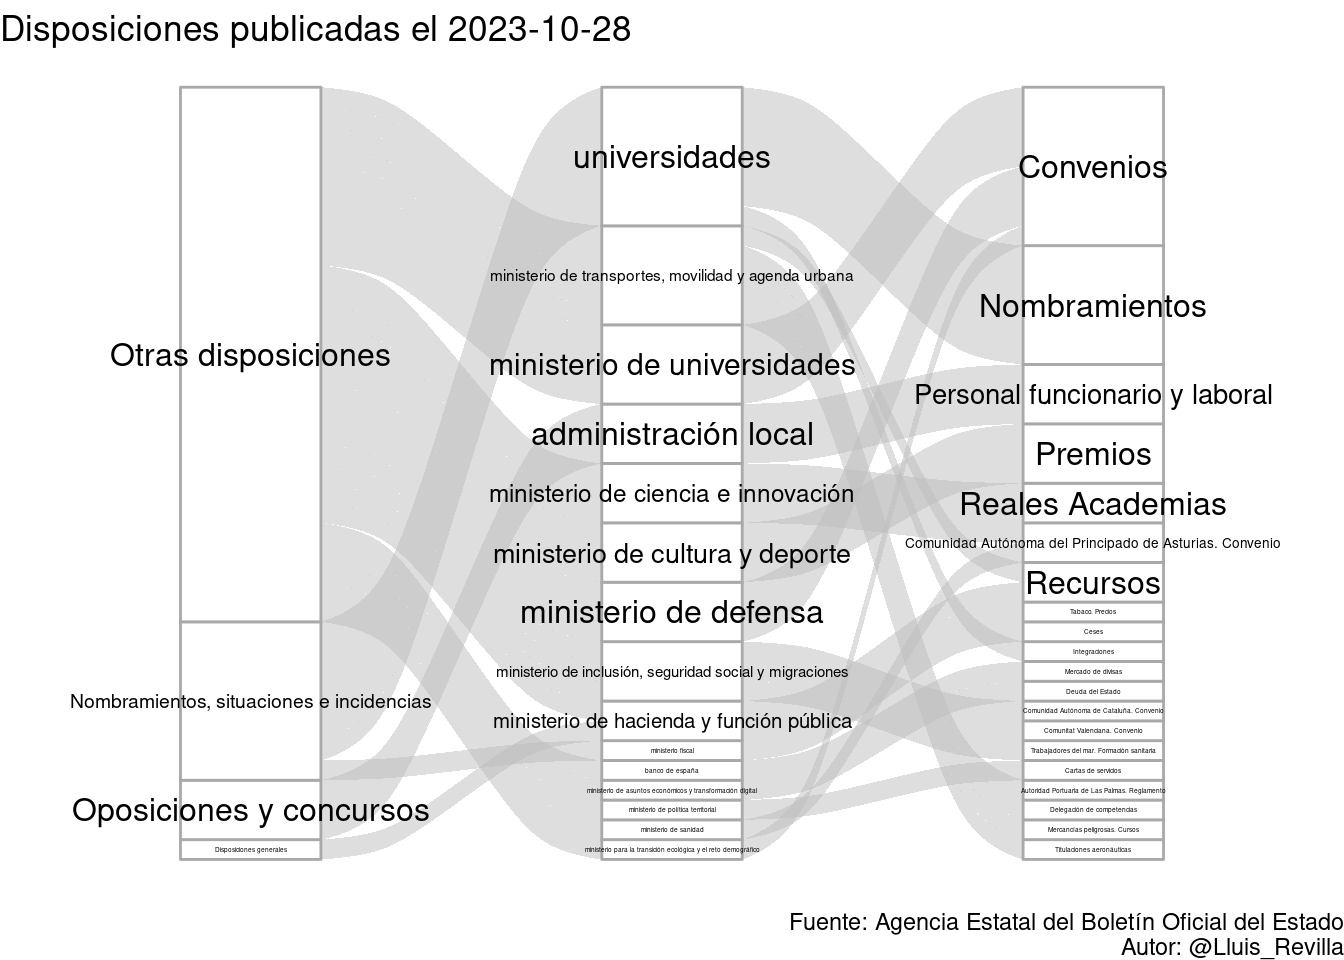 Disposiciones publicadas el 2023-10-28
Otras disposiciones
Nombramientos, situaciones e incidencias
Oposiciones y concursos
Disposiciones generales
universidades
ministerio de transportes, movilidad y agenda urbana
ministerio de universidades
administración local
ministerio de ciencia e innovación
ministerio de cultura y deporte
ministerio de defensa
ministerio de inclusión, seguridad social y migraciones
ministerio de hacienda y función pública
ministerio fiscal
banco de españa
ministerio de asuntos económicos y transformación digital
ministerio de política territorial
ministerio de sanidad
ministerio para la transición ecológica y el reto demográfico
Convenios
Nombramientos
Personal funcionario y laboral
Premios
Reales Academias
Comunidad Autónoma del Principado de Asturias. Convenio
Recursos
Tabaco. Precios
Ceses
Integraciones
Mercado de divisas
Deuda del Estado
Comunidad Autónoma de Cataluña. Convenio
Comunitat Valenciana. Convenio
Trabajadores del mar. Formación sanitaria
Cartas de servicios
Autoridad Portuaria de Las Palmas. Reglamento
Delegación de competencias
Mercancías peligrosas. Cursos
Titulaciones aeronáuticas
Fuente: Agencia Estatal del Boletín Oficial del Estado
Autor: @Lluis_Revilla